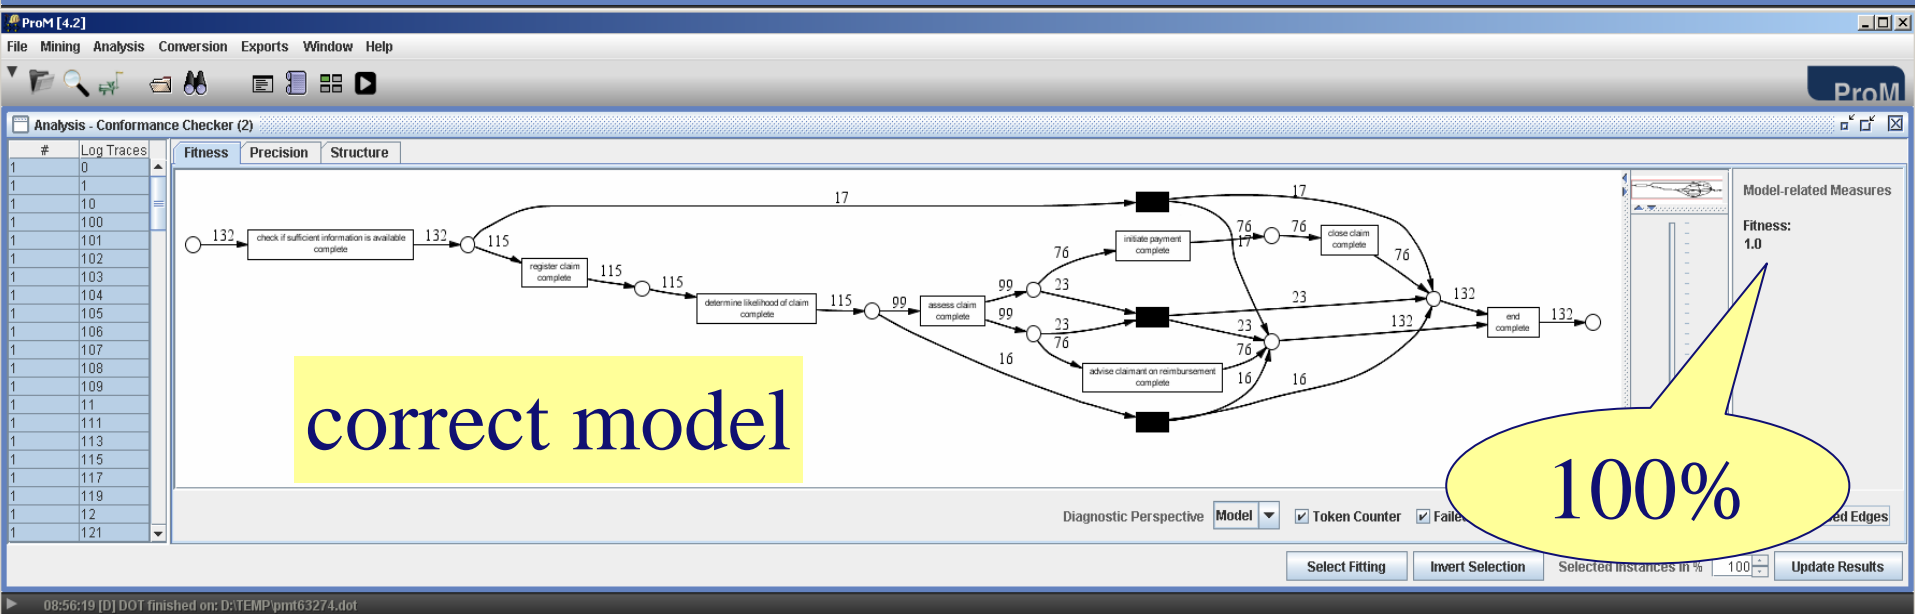 ProM [4.2]
File Mining Analysis Conversion Exports Window Help
ProM
Analysis - Conformance Checker (2)
# Log Traces
1 0
1 1
1 10
1 100
1 101
1 102
1 103
1 104
1 105
1 106
1 107
1 108
1 109
1 11
1 111
1 113
1 115
1 117
1 119
1 12
1 121
Fitness Precision Structure
132
check if sufficient information is available
complete
132
17
115
register claim
complete
115
115
determine likelihood of claim
complete
115
99
assess claim
complete
99
99
16
76
23
23
76
initiate payment
complete
advise claimant on reimbursement
complete
17
76
17
76
close claim
complete
76
23
23
132
76
16
16
132
end
complete
132
correct model
Model-related Measures
Fitness:
1.0
100%
Diagnostic Perspective Model Token Counter Edges
Select Fitting Invert Selection Selected Instances in % 100 Update Results
08:56:19 [D] DOT finished on: D:\TEMP\pmt63274.dot